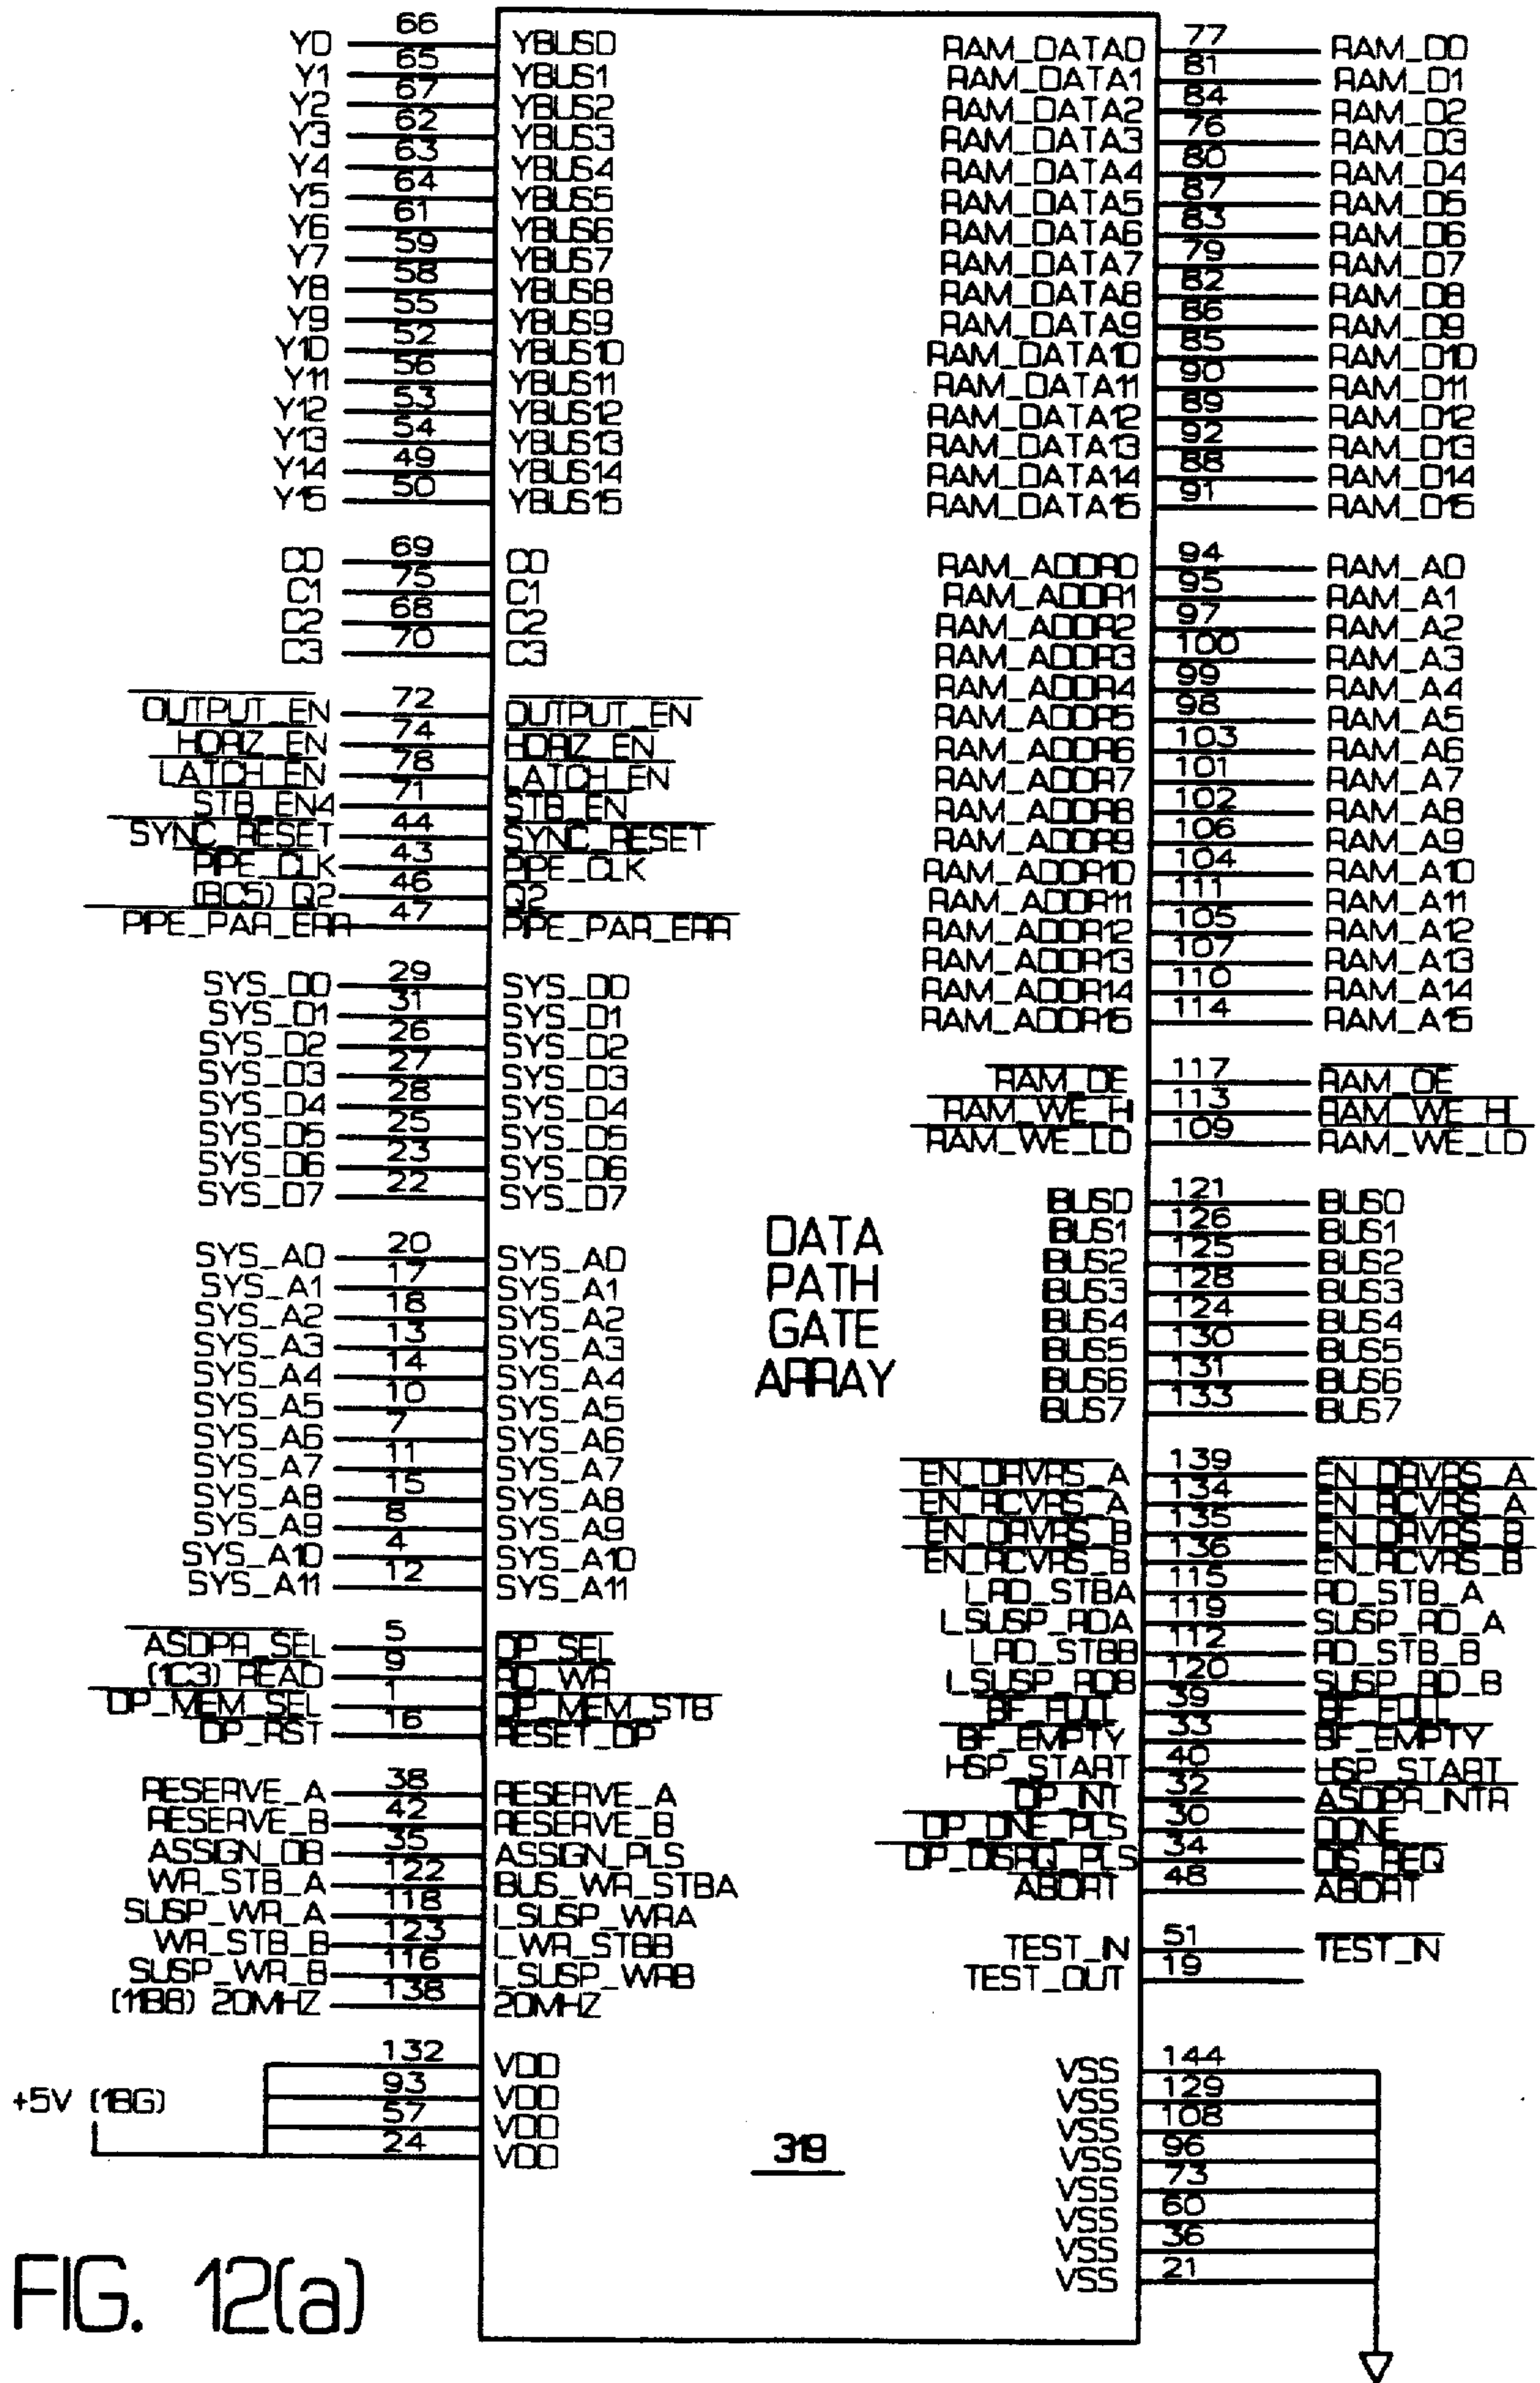 Y0 66 YBUS0 RAM_DATA0 77 RAM_D0
Y1 65 YBUS1 RAM_DATA1 81 RAM_D1
Y2 67 YBUS2 RAM_DATA2 84 RAM_D2
Y3 62 YBUS3 RAM_DATA3 76 RAM_D3
Y4 63 YBUS4 RAM_DATA4 80 RAM_D4
Y5 64 YBUS5 RAM_DATA5 87 RAM_D5
Y6 61 YBUS6 RAM_DATA6 83 RAM_D6
Y7 59 YBUS7 RAM_DATA7 79 RAM_D7
Y8 58 YBUS8 RAM_DATA8 82 RAM_D8
Y9 55 YBUS9 RAM_DATA9 86 RAM_D9
Y10 52 YBUS10 RAM_DATA10 85 RAM_D10
Y11 56 YBUS11 RAM_DATA11 90 RAM_D11
Y12 53 YBUS12 RAM_DATA12 89 RAM_D12
Y13 54 YBUS13 RAM_DATA13 92 RAM_D13
Y14 49 YBUS14 RAM_DATA14 88 RAM_D14
Y15 50 YBUS15 RAM_DATA15 91 RAM_D15
C0 69 C0 RAM_ADDR0 94 RAM_A0
C1 75 C1 RAM_ADDR1 95 RAM_A1
C2 68 C2 RAM_ADDR2 97 RAM_A2
C3 70 C3 RAM_ADDR3 100 RAM_A3
RAM_ADDR4 99 RAM_A4
OUTPUT_EN 72 OUTPUT_EN RAM_ADDR5 98 RAM_A5
HORIZ_EN 74 HORIZ_EN RAM_ADDR6 103 RAM_A6
LATCH_EN 78 LATCH_EN RAM_ADDR7 101 RAM_A7
STB_EN4 71 STB_EN RAM_ADDR8 102 RAM_A8
SYNC_RESET 44 SYNC_RESET RAM_ADDR9 106 RAM_A9
PIPE_CLK 43 PIPE_CLK RAM_ADDR10 104 RAM_A10
(BC5) Q2 46 Q2 RAM_ADDR11 111 RAM_A11
PIPE_PAR_ERR 47 PIPE_PAR_ERR RAM_ADDR12 105 RAM_A12
RAM_ADDR13 107 RAM_A13
SYS_D0 29 SYS_D0 RAM_ADDR14 110 RAM_A14
SYS_D1 31 SYS_D1 RAM_ADDR15 114 RAM_A15
SYS_D2 26 SYS_D2
SYS_D3 27 SYS_D3 RAM_OE 117 RAM_OE
SYS_D4 28 SYS_D4 RAM_WE_HI 113 RAM_WE_HI
SYS_D5 25 SYS_D5 RAM_WE_LO 109 RAM_WE_LO
SYS_D6 23 SYS_D6
SYS_D7 22 SYS_D7 BUS0 121 BUS0
BUS1 126 BUS1
SYS_A0 20 SYS_A0 BUS2 125 BUS2
SYS_A1 17 SYS_A1 BUS3 128 BUS3
SYS_A2 18 SYS_A2 BUS4 124 BUS4
SYS_A3 13 SYS_A3 BUS5 130 BUS5
SYS_A4 14 SYS_A4 BUS6 131 BUS6
SYS_A5 10 SYS_A5 BUS7 133 BUS7
DATA
PATH
GATE
ARRAY
SYS_A6 7 SYS_A6
SYS_A7 11 SYS_A7 EN_DRVRS_A 139 EN_DRVRS_A
SYS_A8 15 SYS_A8 EN_RCVRS_A 134 EN_RCVRS_A
SYS_A9 8 SYS_A9 EN_DRVRS_B 135 EN_DRVRS_B
SYS_A10 4 SYS_A10 EN_RCVRS_B 136 EN_RCVRS_B
SYS_A11 12 SYS_A11 I_RD_STBA 115 RD_STB_A
I_SUSP_RDA 119 SUSP_RD_A
ASDPR_SEL 5 DP_SEL I_RD_STBB 112 RD_STB_B
(1C3) READ 9 RD_WR I_SUSP_RDB 120 SUSP_RD_B
DP_MEM_SEL 1 DP_MEM_STB BF_FULL 39 BF_FULL
DP_RST 16 RESET_DP BF_EMPTY 33 BF_EMPTY
HSP_START 40 HSP_START
RESERVE_A 38 RESERVE_A DP_INT 32 ASDPR_INTR
RESERVE_B 42 RESERVE_B DP_DNE_PLS 30 DONE
ASSIGN_DB 35 ASSIGN_PLS DP_DSRQ_PLS 34 DS_REQ
WR_STB_A 122 BUS_WR_STBA ABORT 48 ABORT
SUSP_WR_A 118 I_SUSP_WRA
WR_STB_B 123 I_WR_STBB TEST_IN 51 TEST_IN
SUSP_WR_B 116 I_SUSP_WRB TEST_OUT 19
(11B8) 20MHZ 138 20MHZ
132 VDD VSS 144
+5V (18G) 93 VDD VSS 129
57 VDD VSS 108
24 VDD VSS 96
319 VSS 73
VSS 60
VSS 36
VSS 21
FIG. 12(a)